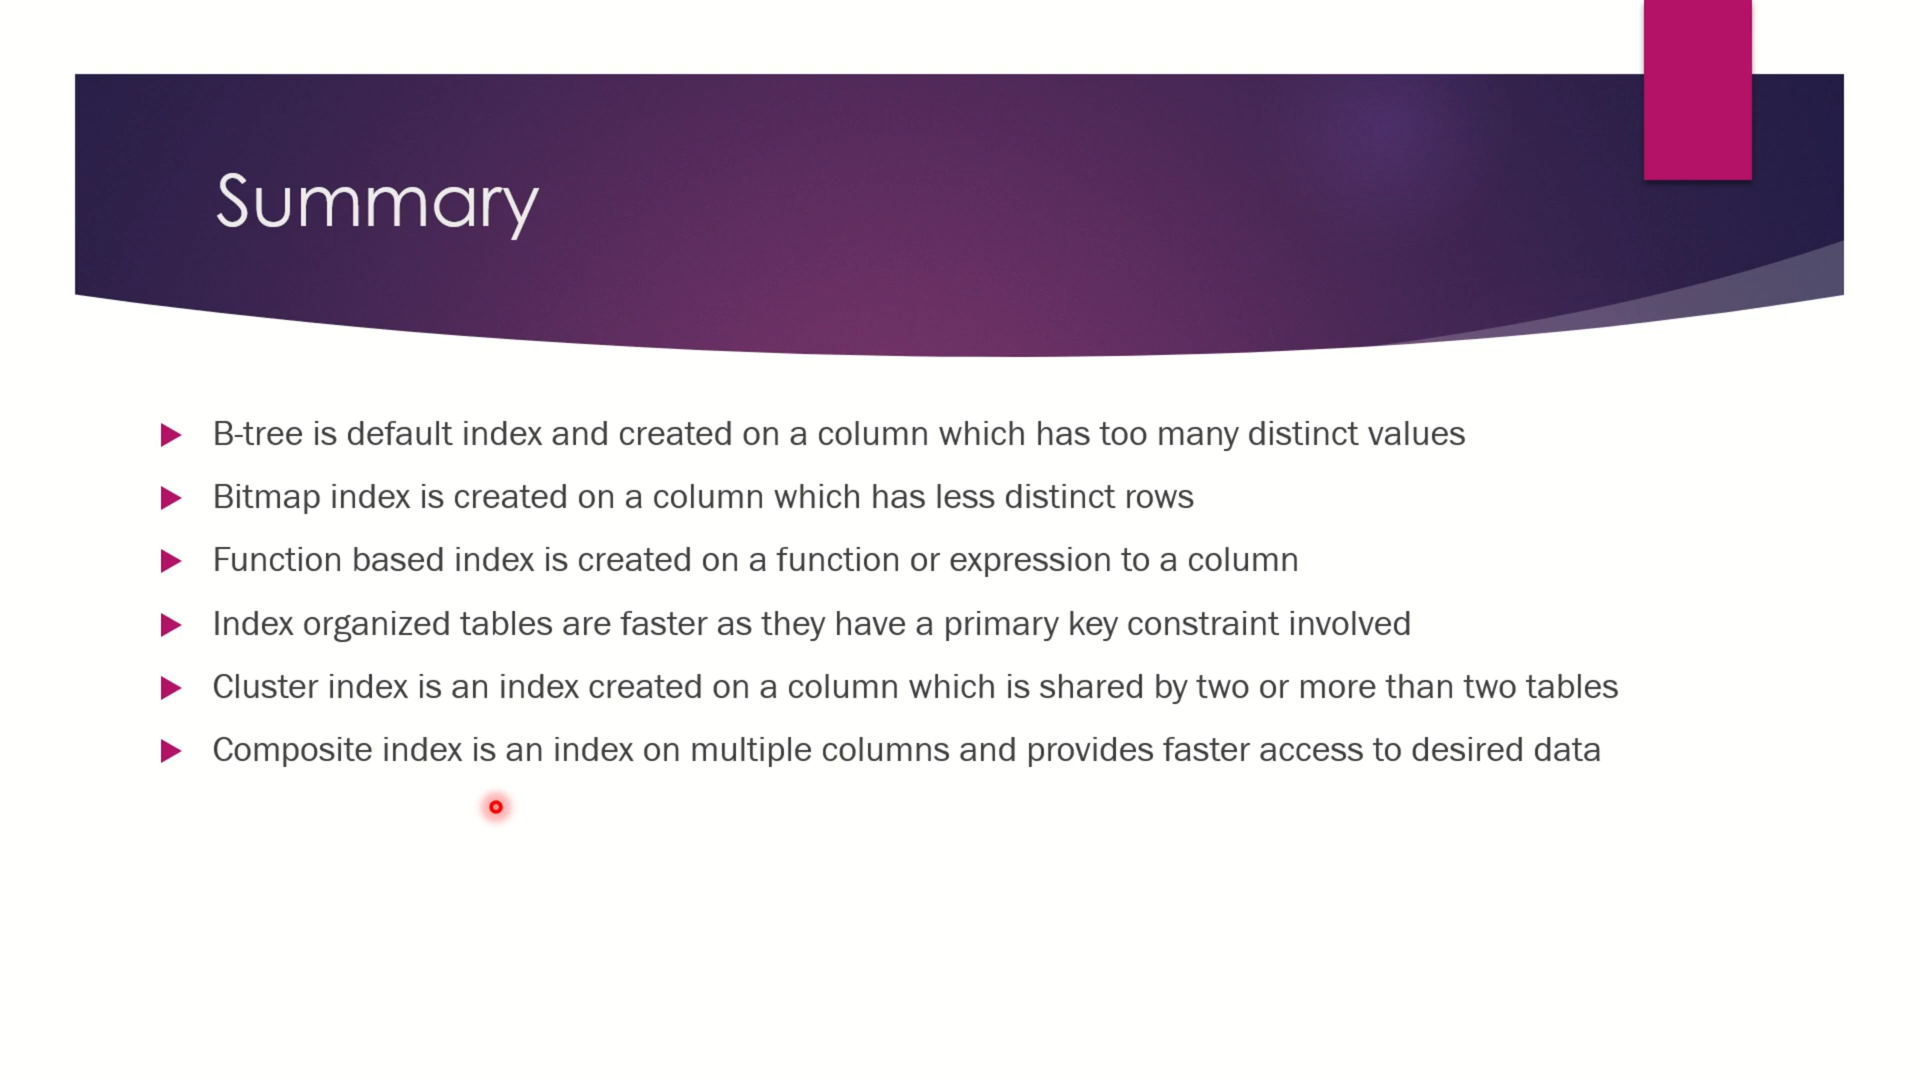 Summary
B-tree is default index and created on a column which has too many distinct values
Bitmap index is created on a column which has less distinct rows
Function based index is created on a function or expression to a column
Index organized tables are faster as they have a primary key constraint involved
Cluster index is an index created on a column which is shared by two or more than two tables
Composite index is an index on multiple columns and provides faster access to desired data